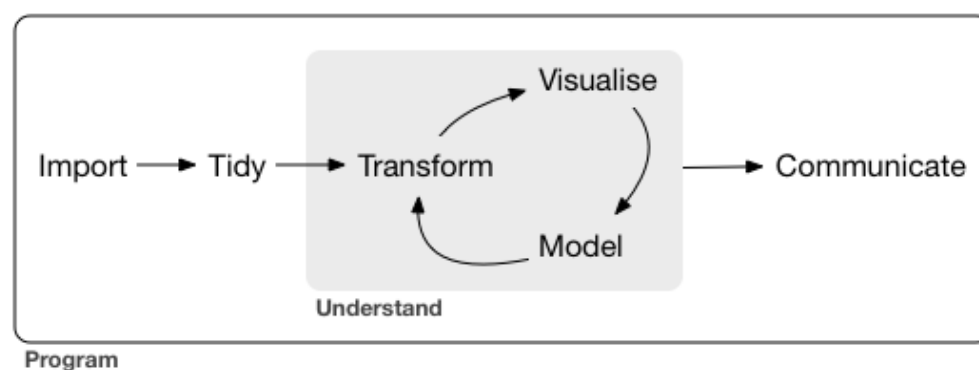 Visualise
Import
Tidy
Transform
Communicate
Model
Understand
Program